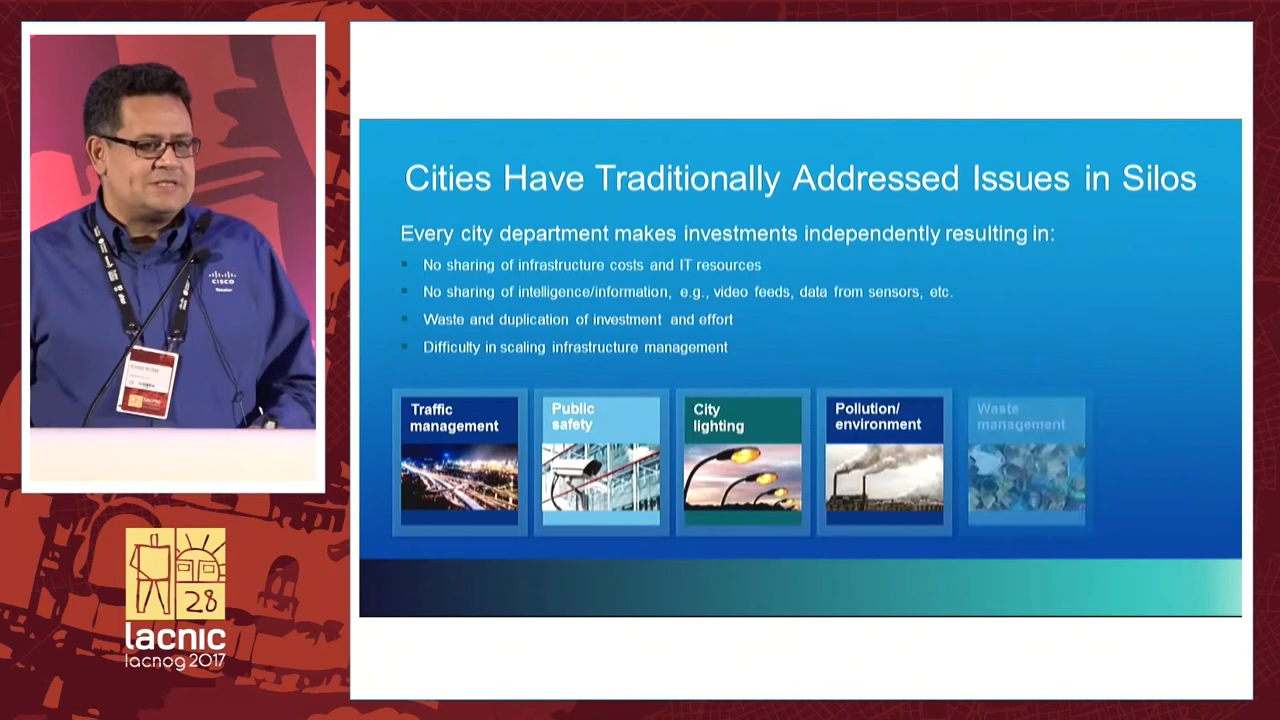 CISCO
lacnic
28
lacnic
lacnog 2017
Cities Have Traditionally Addressed Issues in Silos
Every city department makes investments independently resulting in:
No sharing of infrastructure costs and IT resources
No sharing of intelligence/information, e.g., video feeds, data from sensors, etc.
Waste and duplication of investment and effort
Difficulty in scaling infrastructure management
Traffic
management
Public
safety
City
lighting
Pollution/
environment
Waste
management